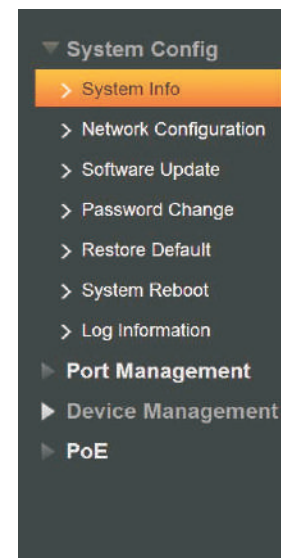 System Config
System Info
Network Configuration
Software Update
Password Change
Restore Default
System Reboot
Log Information
Port Management
Device Management
PoE